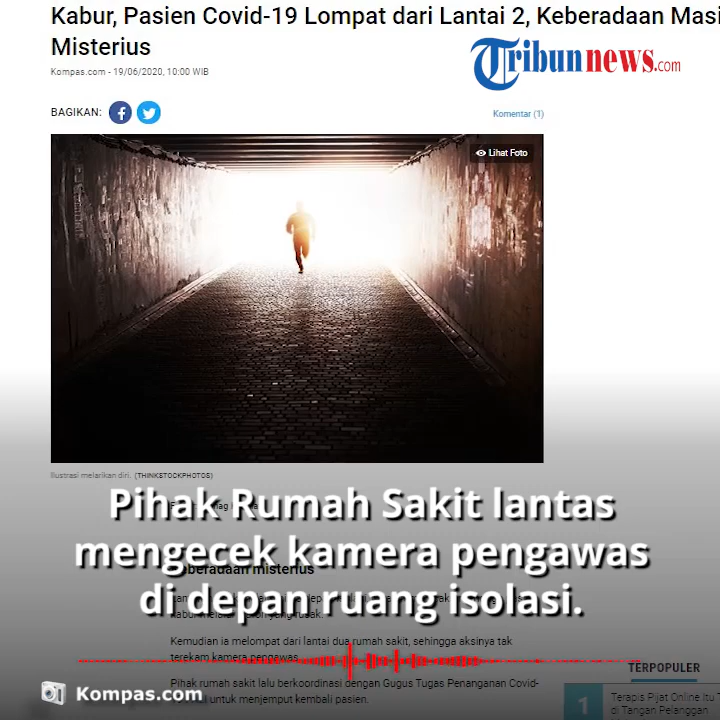 Kabur, Pasien Covid-19 Lompat dari Lantai 2, Keberadaan Masi
Misterius
Kompas.com - 19/06/2020, 10:00 WIB
Tribunnews.com
BAGIKAN:
Komentar (1)
Lihat Foto
Ilustrasi melarikan diri. (THINKSTOCKPHOTOS)
Pihak Rumah Sakit lantas
mengecek kamera pengawas
di depan ruang isolasi.
misterius
Kemudian ia melompat dari lantai dua rumah sakit, sehingga aksinya tak
terekam kamera pengawas.
Pihak rumah sakit lalu berkoordinasi dengan Gugus Tugas Penanganan Covid-
untuk menjemput kembali pasien.
Kompas.com
TERPOPULER
1
Terapis Pijat Online Itu T
di Tangan Pelanggan